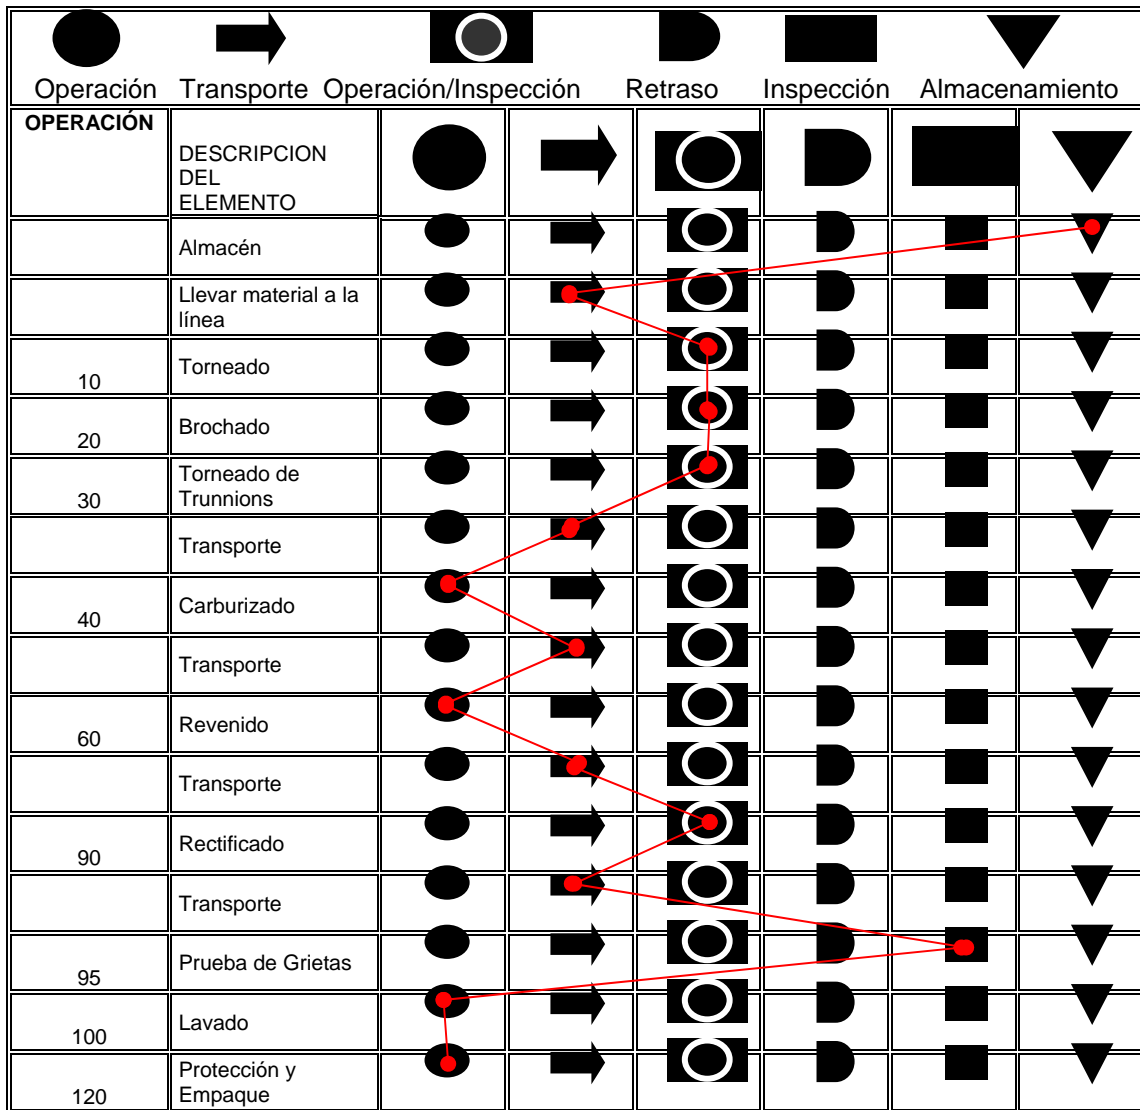 Operación Transporte Operación/Inspección Retraso Inspección Almacenamiento
OPERACIÓN
DESCRIPCION
DEL
ELEMENTO
Almacén
Llevar material a la
línea
10 Torneado
20 Brochado
30 Torneado de
Trunnions
Transporte
40 Carburizado
Transporte
60 Revenido
Transporte
90 Rectificado
Transporte
95 Prueba de Grietas
100 Lavado
120 Protección y
Empaque